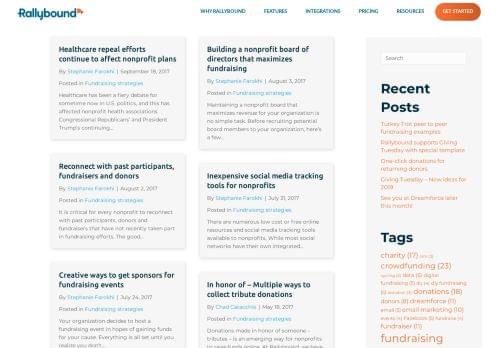 Rallybound
WHY RALLYBOUND
FEATURES
INTEGRATIONS
PRICING
RESOURCES
GET STARTED
Healthcare repeal efforts
continue to affect nonprofit plans
By Stephanie Farokhi | September 18, 2017
Posted in Fundraising strategies
Healthcare has been a fiery debate for
sometime now in U.S. politics, and this has
affected nonprofit health associations.
Congressional Republicans' and President
Trump's continuing…
Reconnect with past participants,
fundraisers and donors
By Stephanie Farokhi | August 2, 2017
Posted in Fundraising strategies
It is critical for every nonprofit to reconnect
with past participants, donors and
fundraisers that have not recently taken part
in fundraising efforts. The good…
Creative ways to get sponsors for
fundraising events
By Stephanie Farokhi | July 24, 2017
Posted in Fundraising strategies
Your organization decides to host a
fundraising event in hopes of gaining funds
for your cause. Everything is all set until
you realize don't…
Building a nonprofit board of
directors that maximizes
fundraising
By Stephanie Farokhi | August 3, 2017
Posted in Fundraising strategies
Maintaining a nonprofit board that
maximizes revenue for your organization is
no simple task. Before recruiting potential
board members to your organization, here's
a few…
Inexpensive social media tracking
tools for nonprofits
By Stephanie Farokhi | July 31, 2017
Posted in Fundraising strategies
There are numerous low cost or free online
resources and social media tracking tools
available to nonprofits. While most social
networks have their own integrated…
In honor of – Multiple ways to
collect tribute donations
By Chad Cacacchio | May 18, 2017
Posted in Fundraising strategies
Donations made in honor of someone –
tributes – is an amazing way for nonprofits
Search
Recent
Posts
Turkey Trot peer to peer
fundraising examples
Rallybound supports Giving
Tuesday with special template
One-click donations for
returning donors
Giving Tuesday – New ideas for
2019
See you at Dreamforce later
this month!
Tags
charity (17)
crowdfunding (23)
cycling data (5) digital
fundraising (5) diy (4) diy fundraising
(5) donations (18)
donors (8) dreamforce (11)
email (5) email marketing (10)
events (4) Facebook (5) fundraise (4)
fundraiser (11)
fundraising